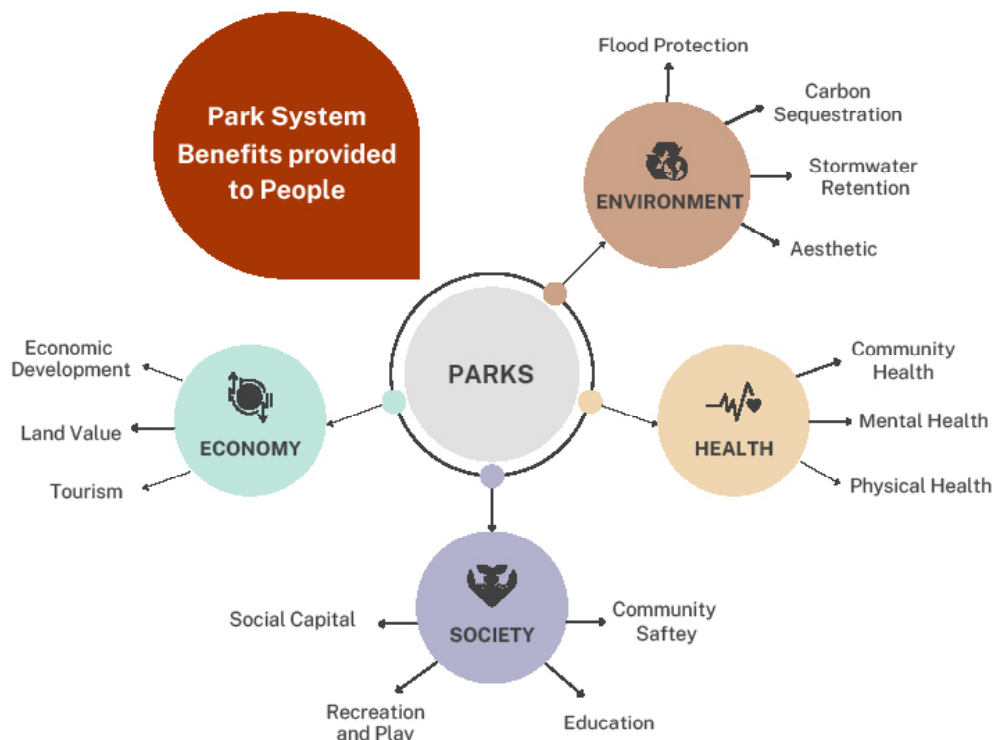 Park System
Benefits provided
to People
Flood Protection
Carbon
Sequestration
Stormwater
Retention
Aesthetic
ENVIRONMENT
PARKS
Economic
Development
Land Value
Tourism
ECONOMY
Community
Health
Mental Health
Physical Health
HEALTH
Social Capital
Recreation
and Play
SOCIETY
Community
Saftey
Education